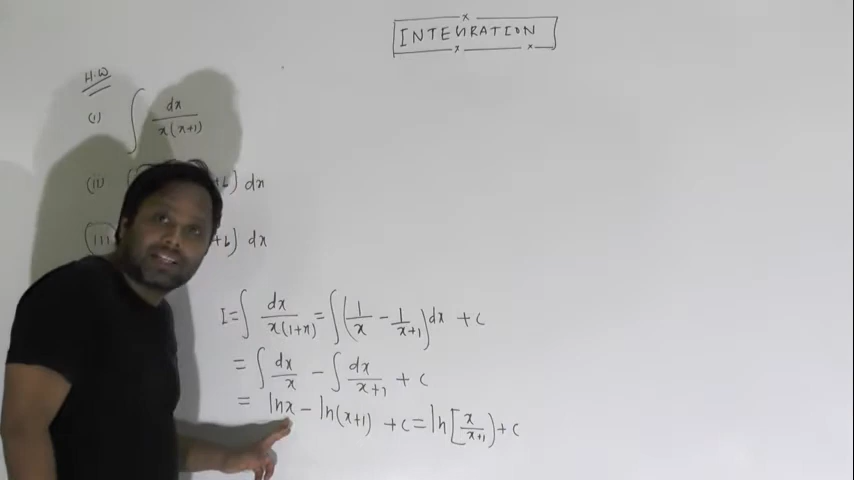 INTEGRATION
H.W
(i) ∫ dx / x(x+1)
(ii) +b) dx
(iii) +b) dx
I = ∫ dx / x(1+x) = ∫ (1/x − 1/x+1) dx + c
= ∫ dx/x − ∫ dx/x+1 + c
= ln x − ln(x+1) + c = ln [x/x+1) + c